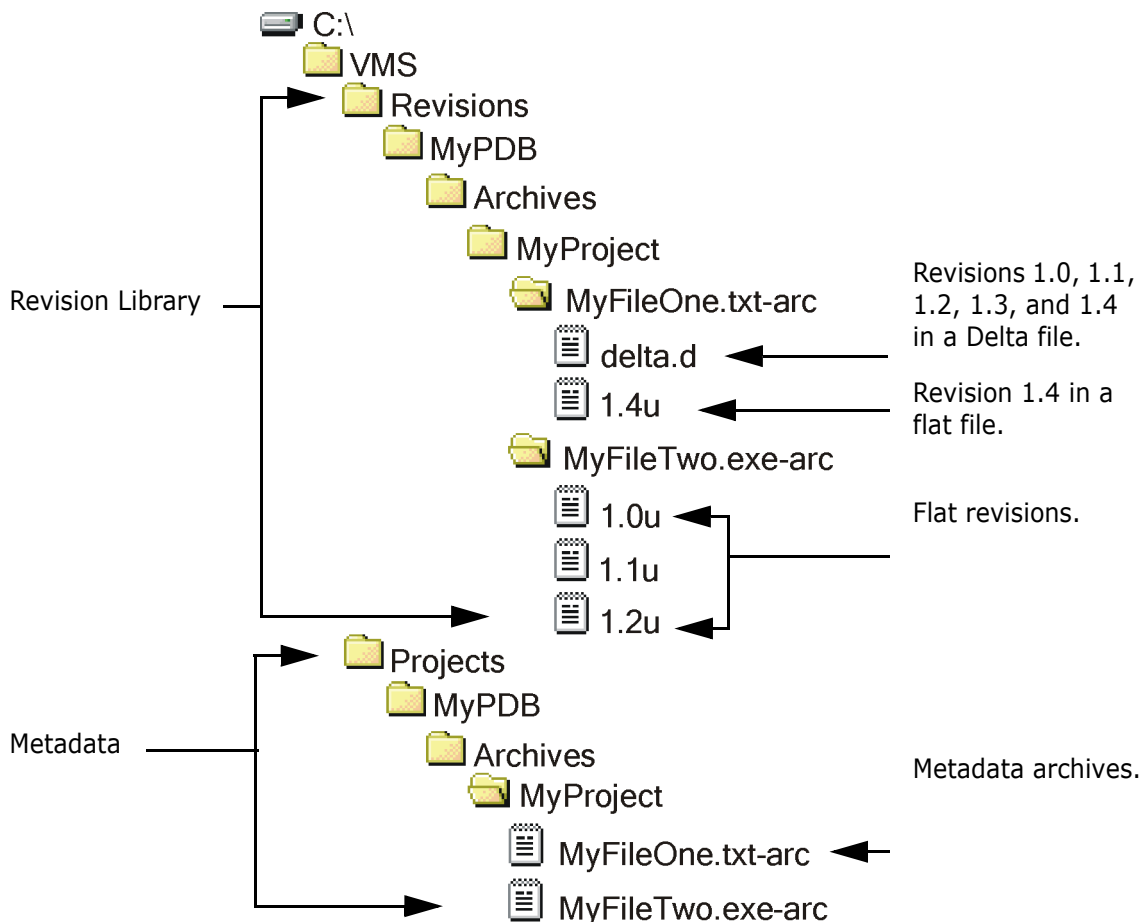 C:\
VMS
Revisions
MyPDB
Archives
MyProject
Revision Library
MyFileOne.txt-arc
Revisions 1.0, 1.1,
1.2, 1.3, and 1.4
in a Delta file.
delta.d
1.4u
Revision 1.4 in a
flat file.
MyFileTwo.exe-arc
1.0u
Flat revisions.
1.1u
1.2u
Projects
MyPDB
Metadata
Archives
Metadata archives.
MyProject
MyFileOne.txt-arc
MyFileTwo.exe-arc